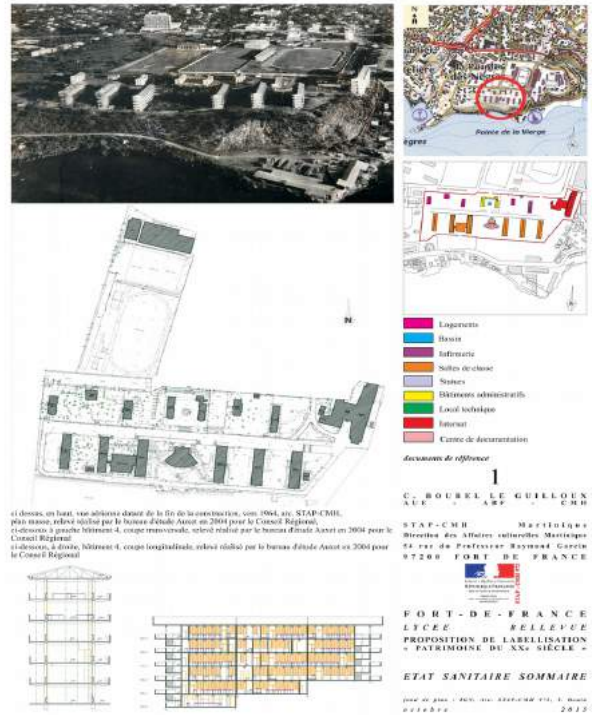 N
Pointe de la Vierge
ègres
N
Logements
Bassin
Infirmerie
Salles de classe
Statues
Bâtiments administratifs
Local technique
Internat
Centre de documentation
documents de référence
1
C. BOUREL LE GUILLOUX
AUE - ABF - CMH
ci dessus, en haut, vue aérienne datant de la fin de la construction, vers 1964, arc. STAP-CMH,
plan masse, relevé réalisé par le bureau d'étude Auxet en 2004 pour le Conseil Régional,
ci-dessous à gauche bâtiment 4, coupe transversale, relevé réalisé par le bureau d'étude Auxet en 2004 pour le
Conseil Régional
ci-dessous, à droite, bâtiment 4, coupe longitudinale, relevé réalisé par le bureau d'étude Auxet en 2004 pour
le Conseil Régional
STAP-CMH Martinique
Direction des Affaires culturelles Martinique
54 rue du Professeur Raymond Garcin
97200 FORT DE FRANCE
FORT-DE-FRANCE
LYCEE BELLEVUE
PROPOSITION DE LABELLISATION
« PATRIMOINE DU XXe SIÈCLE »
ETAT SANITAIRE SOMMAIRE
octobre 2013